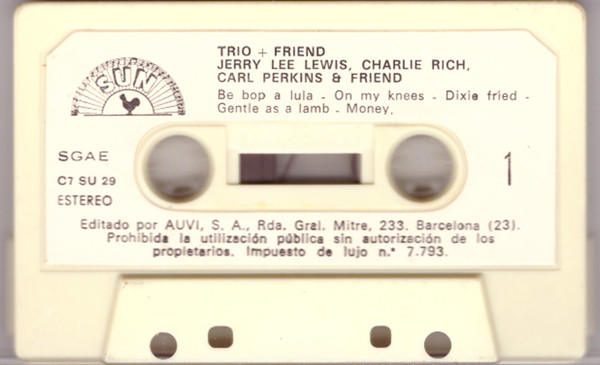 SUN
TRIO + FRIEND
JERRY LEE LEWIS, CHARLIE RICH,
CARL PERKINS & FRIEND
Be bop a lula - On my knees - Dixie fried -
Gentle as a lamb - Money.
SGAE
C7 SU 29
ESTEREO
1
Editado por AUVI, S. A., Rda. Gral. Mitre, 233. Barcelona (23).
Prohibida la utilización pública sin autorización de los
propietarios. Impuesto de lujo n.° 7.793.